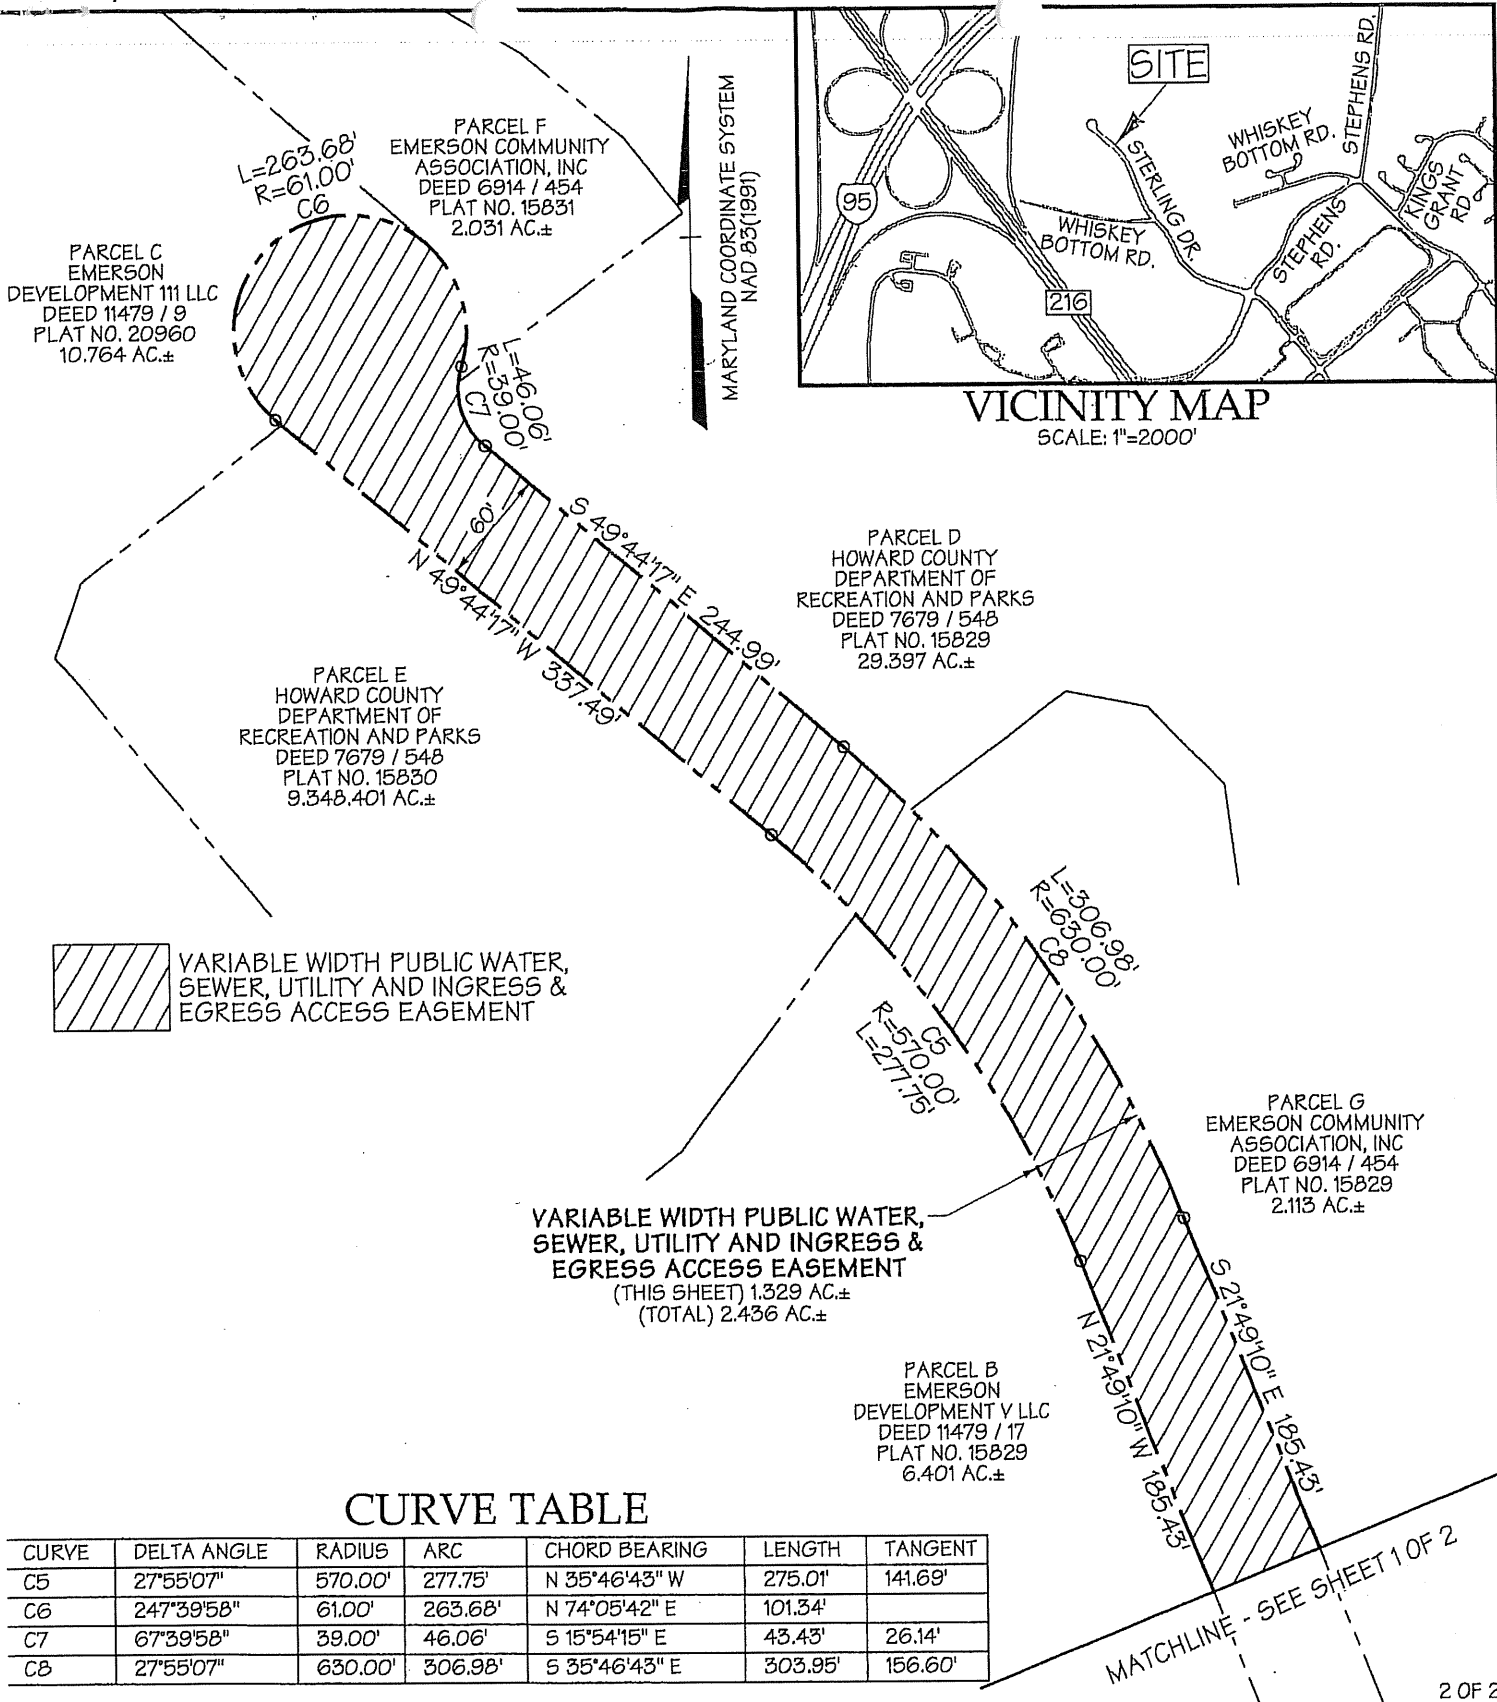 L=263.68'
R=61.00'
C6
PARCEL F
EMERSON COMMUNITY
ASSOCIATION, INC
DEED 6914 / 454
PLAT NO. 15831
2.031 AC.±
PARCEL C
EMERSON
DEVELOPMENT 111 LLC
DEED 11479 / 9
PLAT NO. 20960
10.764 AC.±
MARYLAND COORDINATE SYSTEM
NAD 83(1991)
SITE
STERLING DR.
WHISKEY
BOTTOM RD.
STEPHENS RD.
KINGS
GRANT
RD
95
WHISKEY
BOTTOM RD.
STEPHENS
RD.
216
VICINITY MAP
SCALE: 1"=2000'
L=46.06'
R=39.00'
C7
60'
S 49°44'17" E 244.99'
N 49°44'17" W 337.49'
PARCEL D
HOWARD COUNTY
DEPARTMENT OF
RECREATION AND PARKS
DEED 7679 / 548
PLAT NO. 15829
29.397 AC.±
PARCEL E
HOWARD COUNTY
DEPARTMENT OF
RECREATION AND PARKS
DEED 7679 / 548
PLAT NO. 15830
9.348.401 AC.±
L=306.98'
R=630.00'
C8
VARIABLE WIDTH PUBLIC WATER,
SEWER, UTILITY AND INGRESS &
EGRESS ACCESS EASEMENT
C5
R=570.00'
L=277.75'
PARCEL G
EMERSON COMMUNITY
ASSOCIATION, INC
DEED 6914 / 454
PLAT NO. 15829
2.113 AC.±
VARIABLE WIDTH PUBLIC WATER,
SEWER, UTILITY AND INGRESS &
EGRESS ACCESS EASEMENT
(THIS SHEET) 1.329 AC.±
(TOTAL) 2.436 AC.±
S 21°49'10" E 185.43'
N 21°49'10" W 185.43'
PARCEL B
EMERSON
DEVELOPMENT V LLC
DEED 11479 / 17
PLAT NO. 15829
6.401 AC.±
CURVE TABLE
CURVE DELTA ANGLE RADIUS ARC CHORD BEARING LENGTH TANGENT
C5 27°55'07" 570.00' 277.75' N 35°46'43" W 275.01' 141.69'
C6 247°39'58" 61.00' 263.68' N 74°05'42" E 101.34'
C7 67°39'58" 39.00' 46.06' S 15°54'15" E 43.43' 26.14'
C8 27°55'07" 630.00' 306.98' S 35°46'43" E 303.95' 156.60'
MATCHLINE - SEE SHEET 1 OF 2
2 OF 2